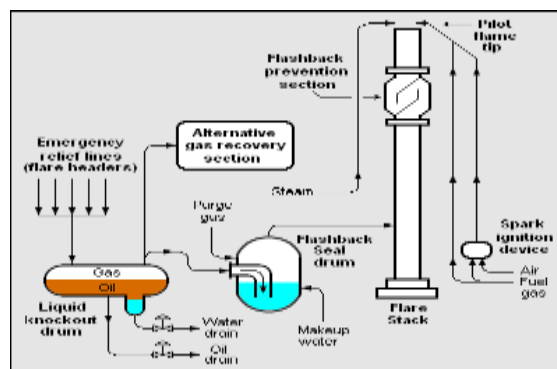 Pilot
flame
tip
Flashback
prevention
section
Alternative
gas recovery
section
Emergency
relief lines
(flare headers)
Steam
Purge
gas
Flashback
Seal
drum
Spark
ignition
device
Air
Fuel
gas
Gas
Oil
Liquid
knockout
drum
Water
drain
Oil
drain
Makeup
water
Flare
Stack